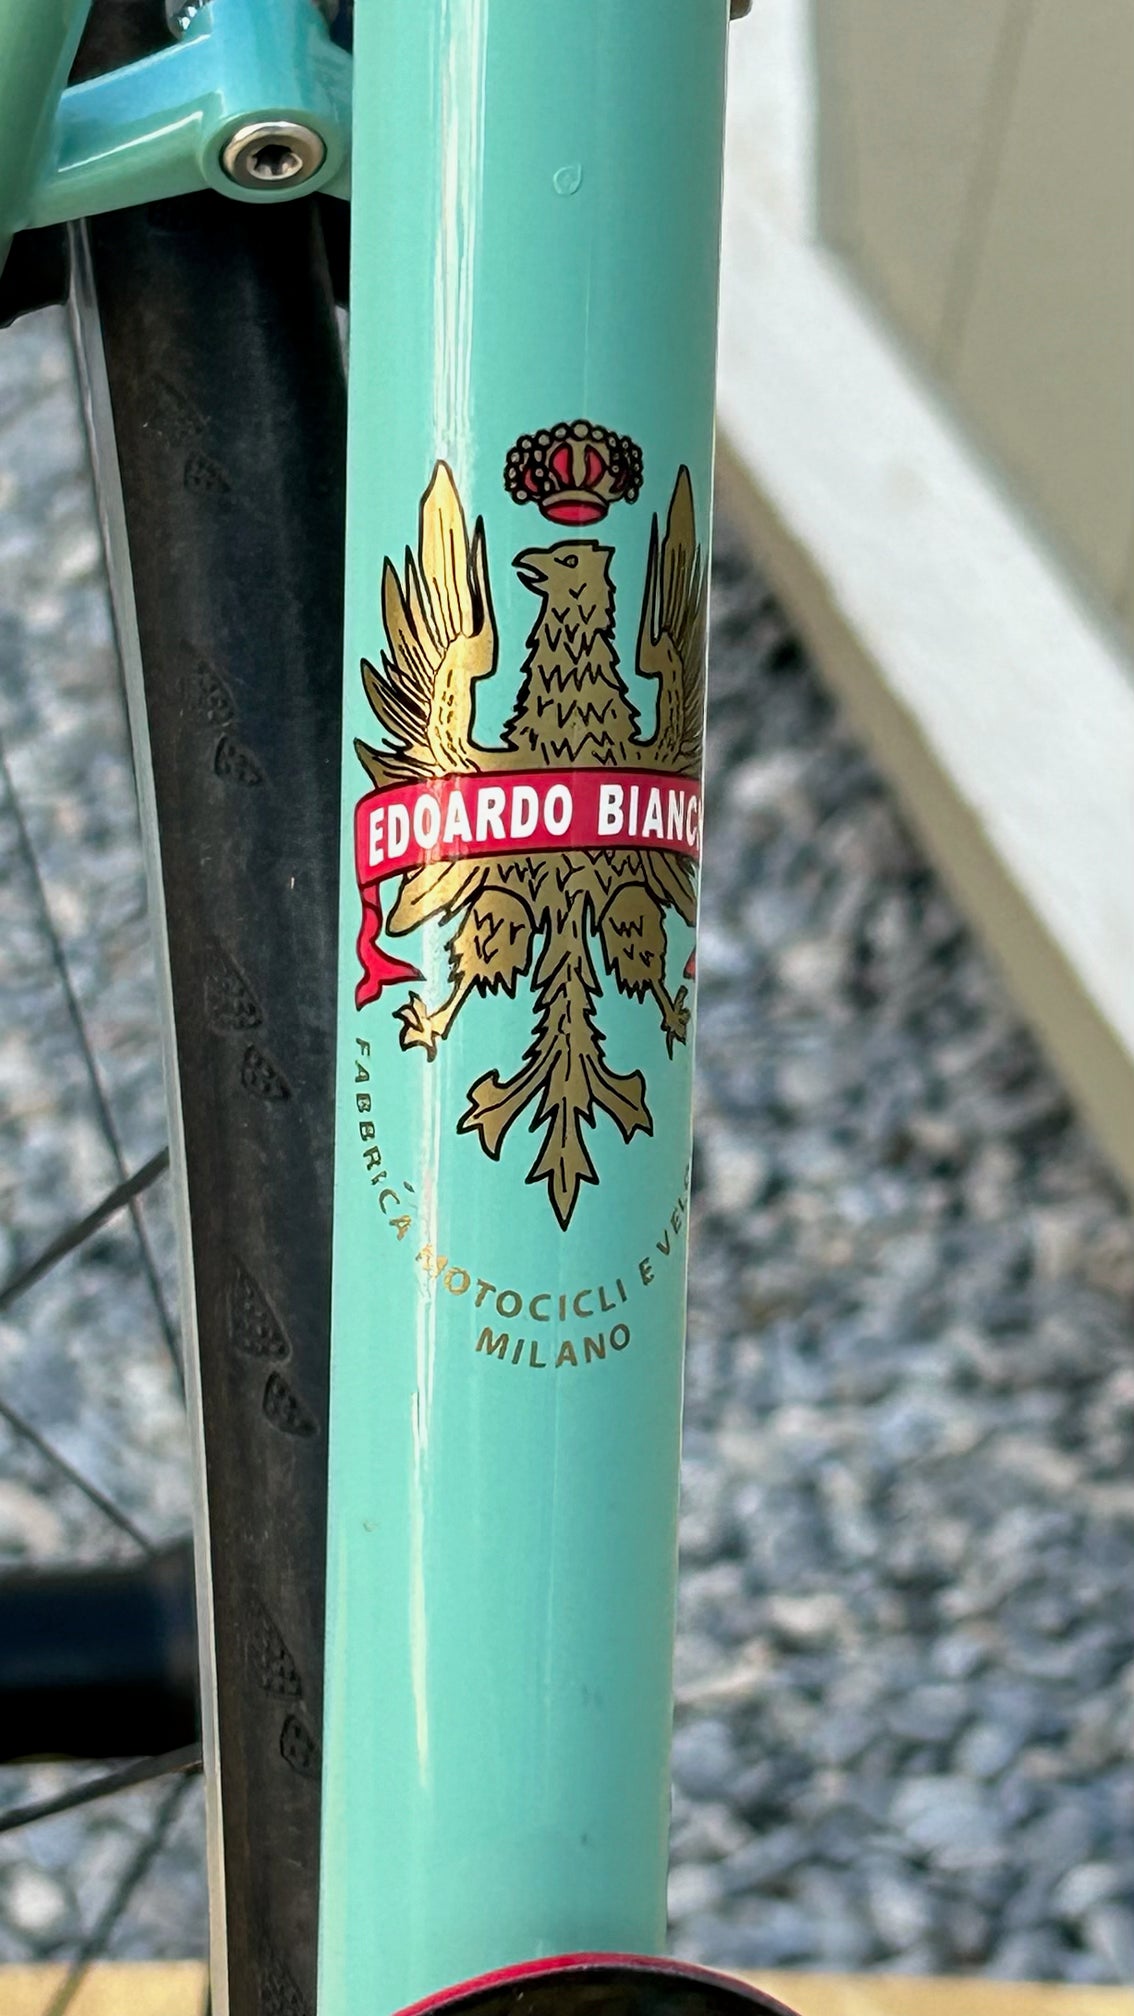 EDOARDO BIANC
FABBRICA MOTOCICLI E VEL
MILANO